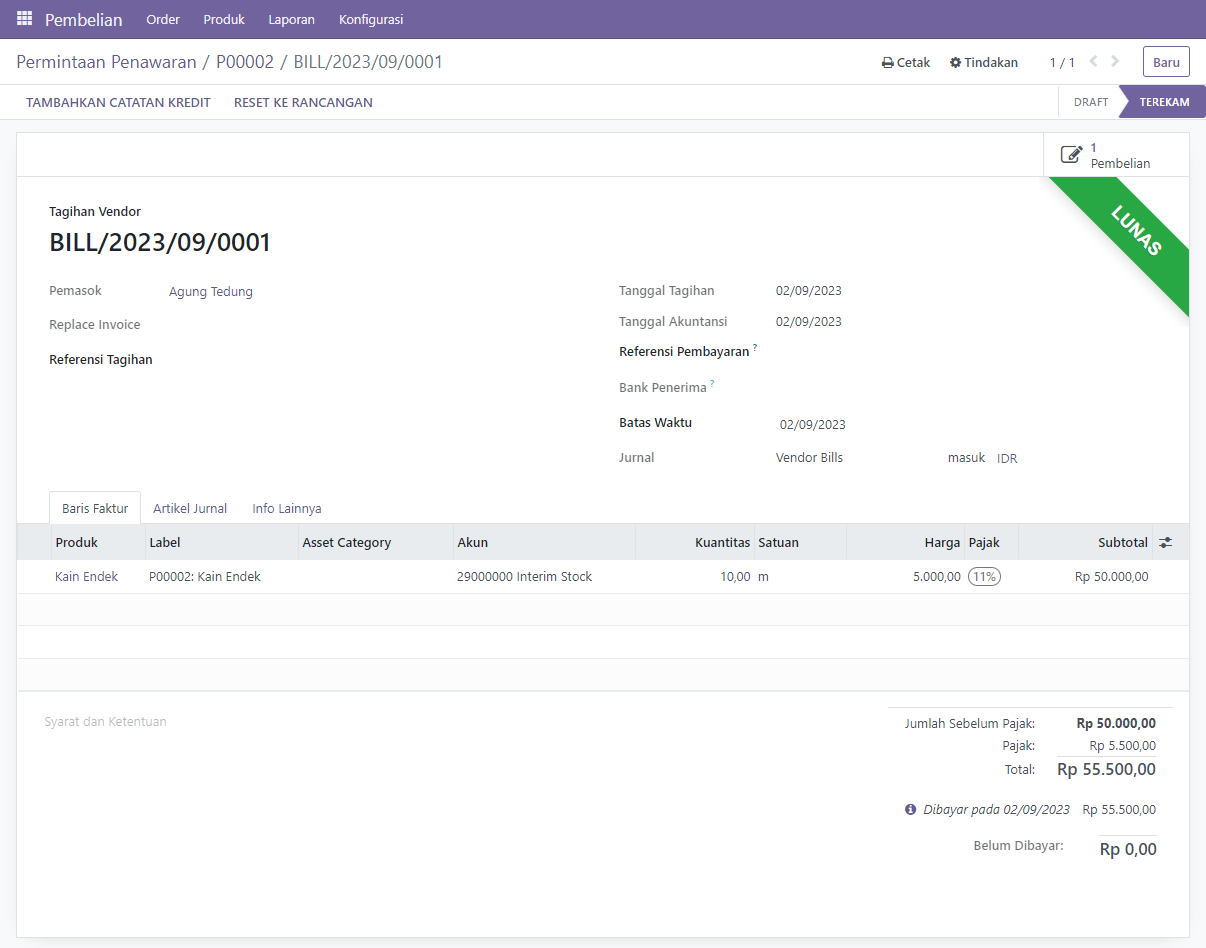 Pembelian Order Produk Laporan Konfigurasi
Permintaan Penawaran / P00002 / BILL/2023/09/0001 Cetak Tindakan 1 / 1 Baru
TAMBAHKAN CATATAN KREDIT RESET KE RANCANGAN DRAFT TEREKAM
1
Pembelian
LUNAS
Tagihan Vendor
BILL/2023/09/0001
Pemasok Agung Tedung Tanggal Tagihan 02/09/2023
Replace Invoice Tanggal Akuntansi 02/09/2023
Referensi Tagihan Referensi Pembayaran ?
Bank Penerima ?
Batas Waktu 02/09/2023
Jurnal Vendor Bills masuk IDR
Baris Faktur Artikel Jurnal Info Lainnya
Produk Label Asset Category Akun Kuantitas Satuan Harga Pajak Subtotal
Kain Endek P00002: Kain Endek 29000000 Interim Stock 10,00 m 5.000,00 11% Rp 50.000,00
Syarat dan Ketentuan
Jumlah Sebelum Pajak: Rp 50.000,00
Pajak: Rp 5.500,00
Total: Rp 55.500,00
Dibayar pada 02/09/2023 Rp 55.500,00
Belum Dibayar: Rp 0,00